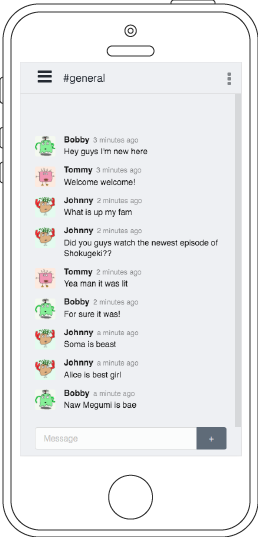 #general
Bobby 3 minutes ago
Hey guys I'm new here
Tommy 3 minutes ago
Welcome welcome!
Johnny 2 minutes ago
What is up my fam
Johnny 2 minutes ago
Did you guys watch the newest episode of
Shokugeki??
Tommy 2 minutes ago
Yea man it was lit
Bobby 2 minutes ago
For sure it was!
Johnny a minute ago
Soma is beast
Johnny a minute ago
Alice is best girl
Bobby a minute ago
Naw Megumi is bae
Message +